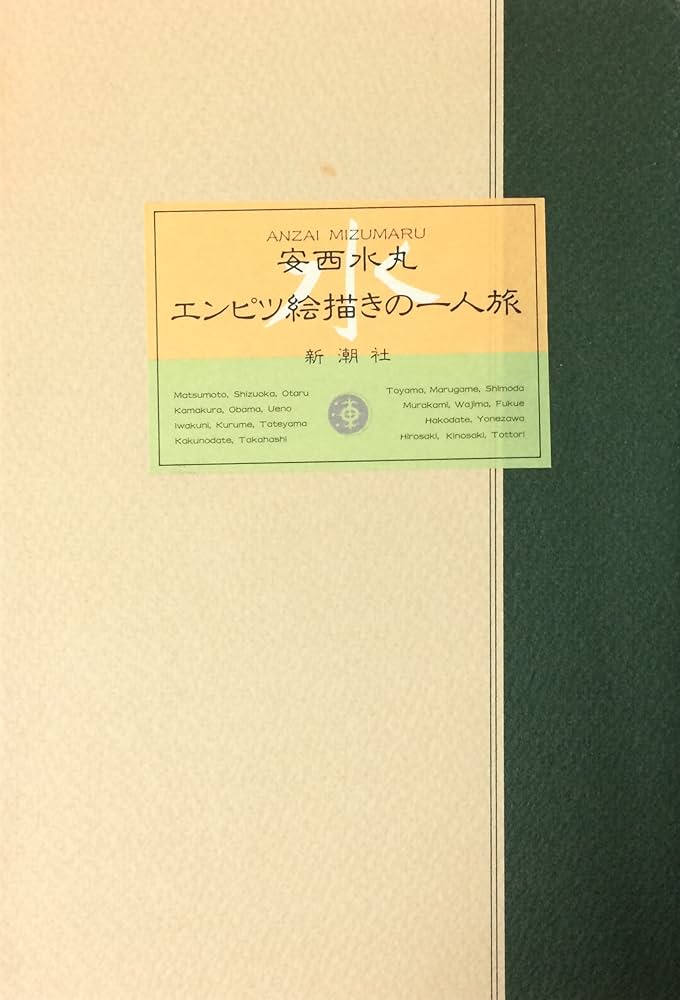 ANZAI MIZUMARU
安西水丸
水
エンピツ絵描きの一人旅
新潮社
Matsumoto, Shizuoka, Otaru
Kamakura, Obama, Ueno
Iwakuni, Kurume, Tateyama
Kakunodate, Takahashi
Toyama, Marugame, Shimoda
Murakami, Wajima, Fukue
Hakodate, Yonezawa
Hirosaki, Kinosaki, Tottori